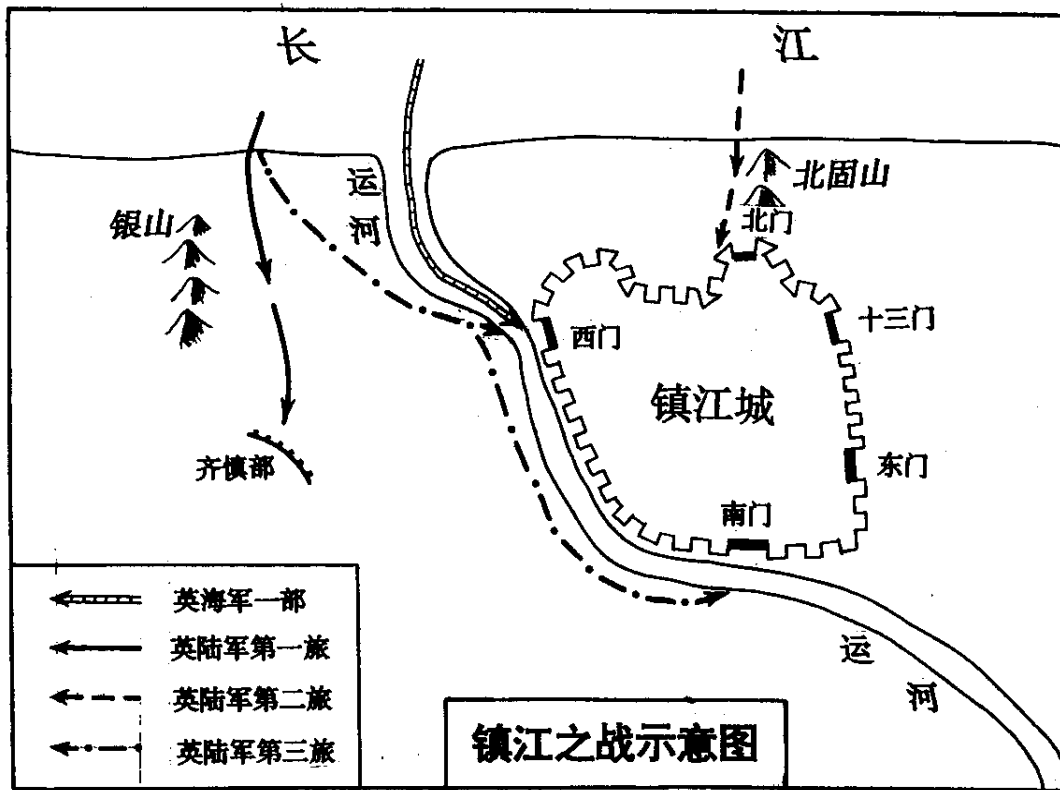 长 江
运河
北固山
北门
银山
西门
十三门
镇江城
齐慎部
东门
南门
英海军一部
英陆军第一旅
英陆军第二旅
英陆军第三旅
运河
镇江之战示意图